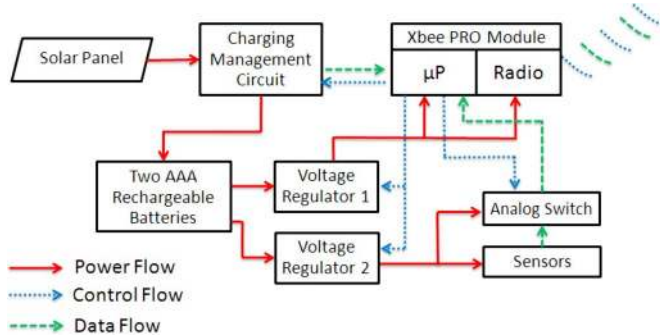 Solar Panel
Charging
Management
Circuit
Xbee PRO Module
μP
Radio
Two AAA
Rechargeable
Batteries
Voltage
Regulator 1
Voltage
Regulator 2
Analog Switch
Sensors
Power Flow
Control Flow
Data Flow